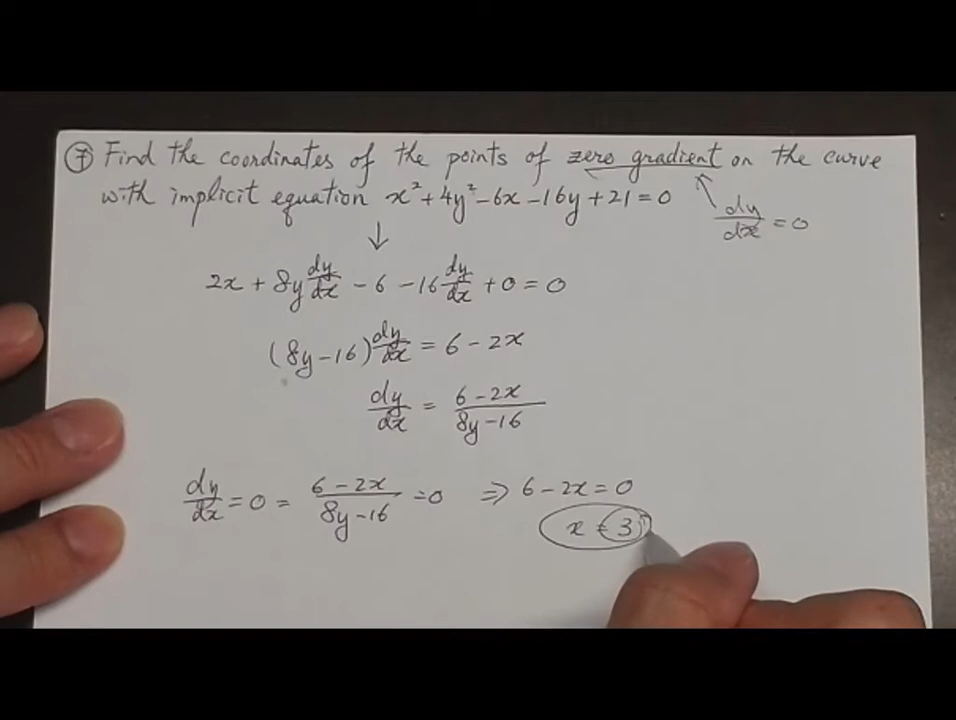 ⑦ Find the coordinates of the points of zero gradient on the curve
with implicit equation x² + 4y² - 6x - 16y + 21 = 0
dy/dx = 0
2x + 8y dy/dx - 6 - 16 dy/dx + 0 = 0
(8y - 16) dy/dx = 6 - 2x
dy/dx = (6 - 2x)/(8y - 16)
dy/dx = 0 = (6 - 2x)/(8y - 16) = 0 ⇒ 6 - 2x = 0
x = 3